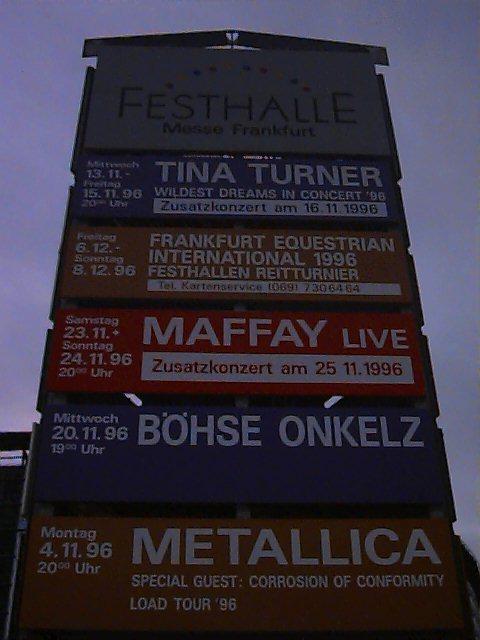 FESTHALLE
Messe Frankfurt
Mittwoch
13.11.-
Freitag
15.11.96
20⁰⁰ Uhr
TINA TURNER
WILDEST DREAMS IN CONCERT '96
Zusatzkonzert am 16.11.1996
Freitag
6.12.-
Sonntag
8.12.96
FRANKFURT EQUESTRIAN
INTERNATIONAL 1996
FESTHALLEN REITTURNIER
Tel. Kartenservice (069) 7306464
Samstag
23.11.+
Sonntag
24.11.96
20⁰⁰ Uhr
MAFFAY LIVE
Zusatzkonzert am 25 11.1996
Mittwoch
20.11.96
19⁰⁰ Uhr
BÖHSE ONKELZ
Montag
4.11.96
20⁰⁰ Uhr
METALLICA
SPECIAL GUEST: CORROSION OF CONFORMITY
LOAD TOUR '96